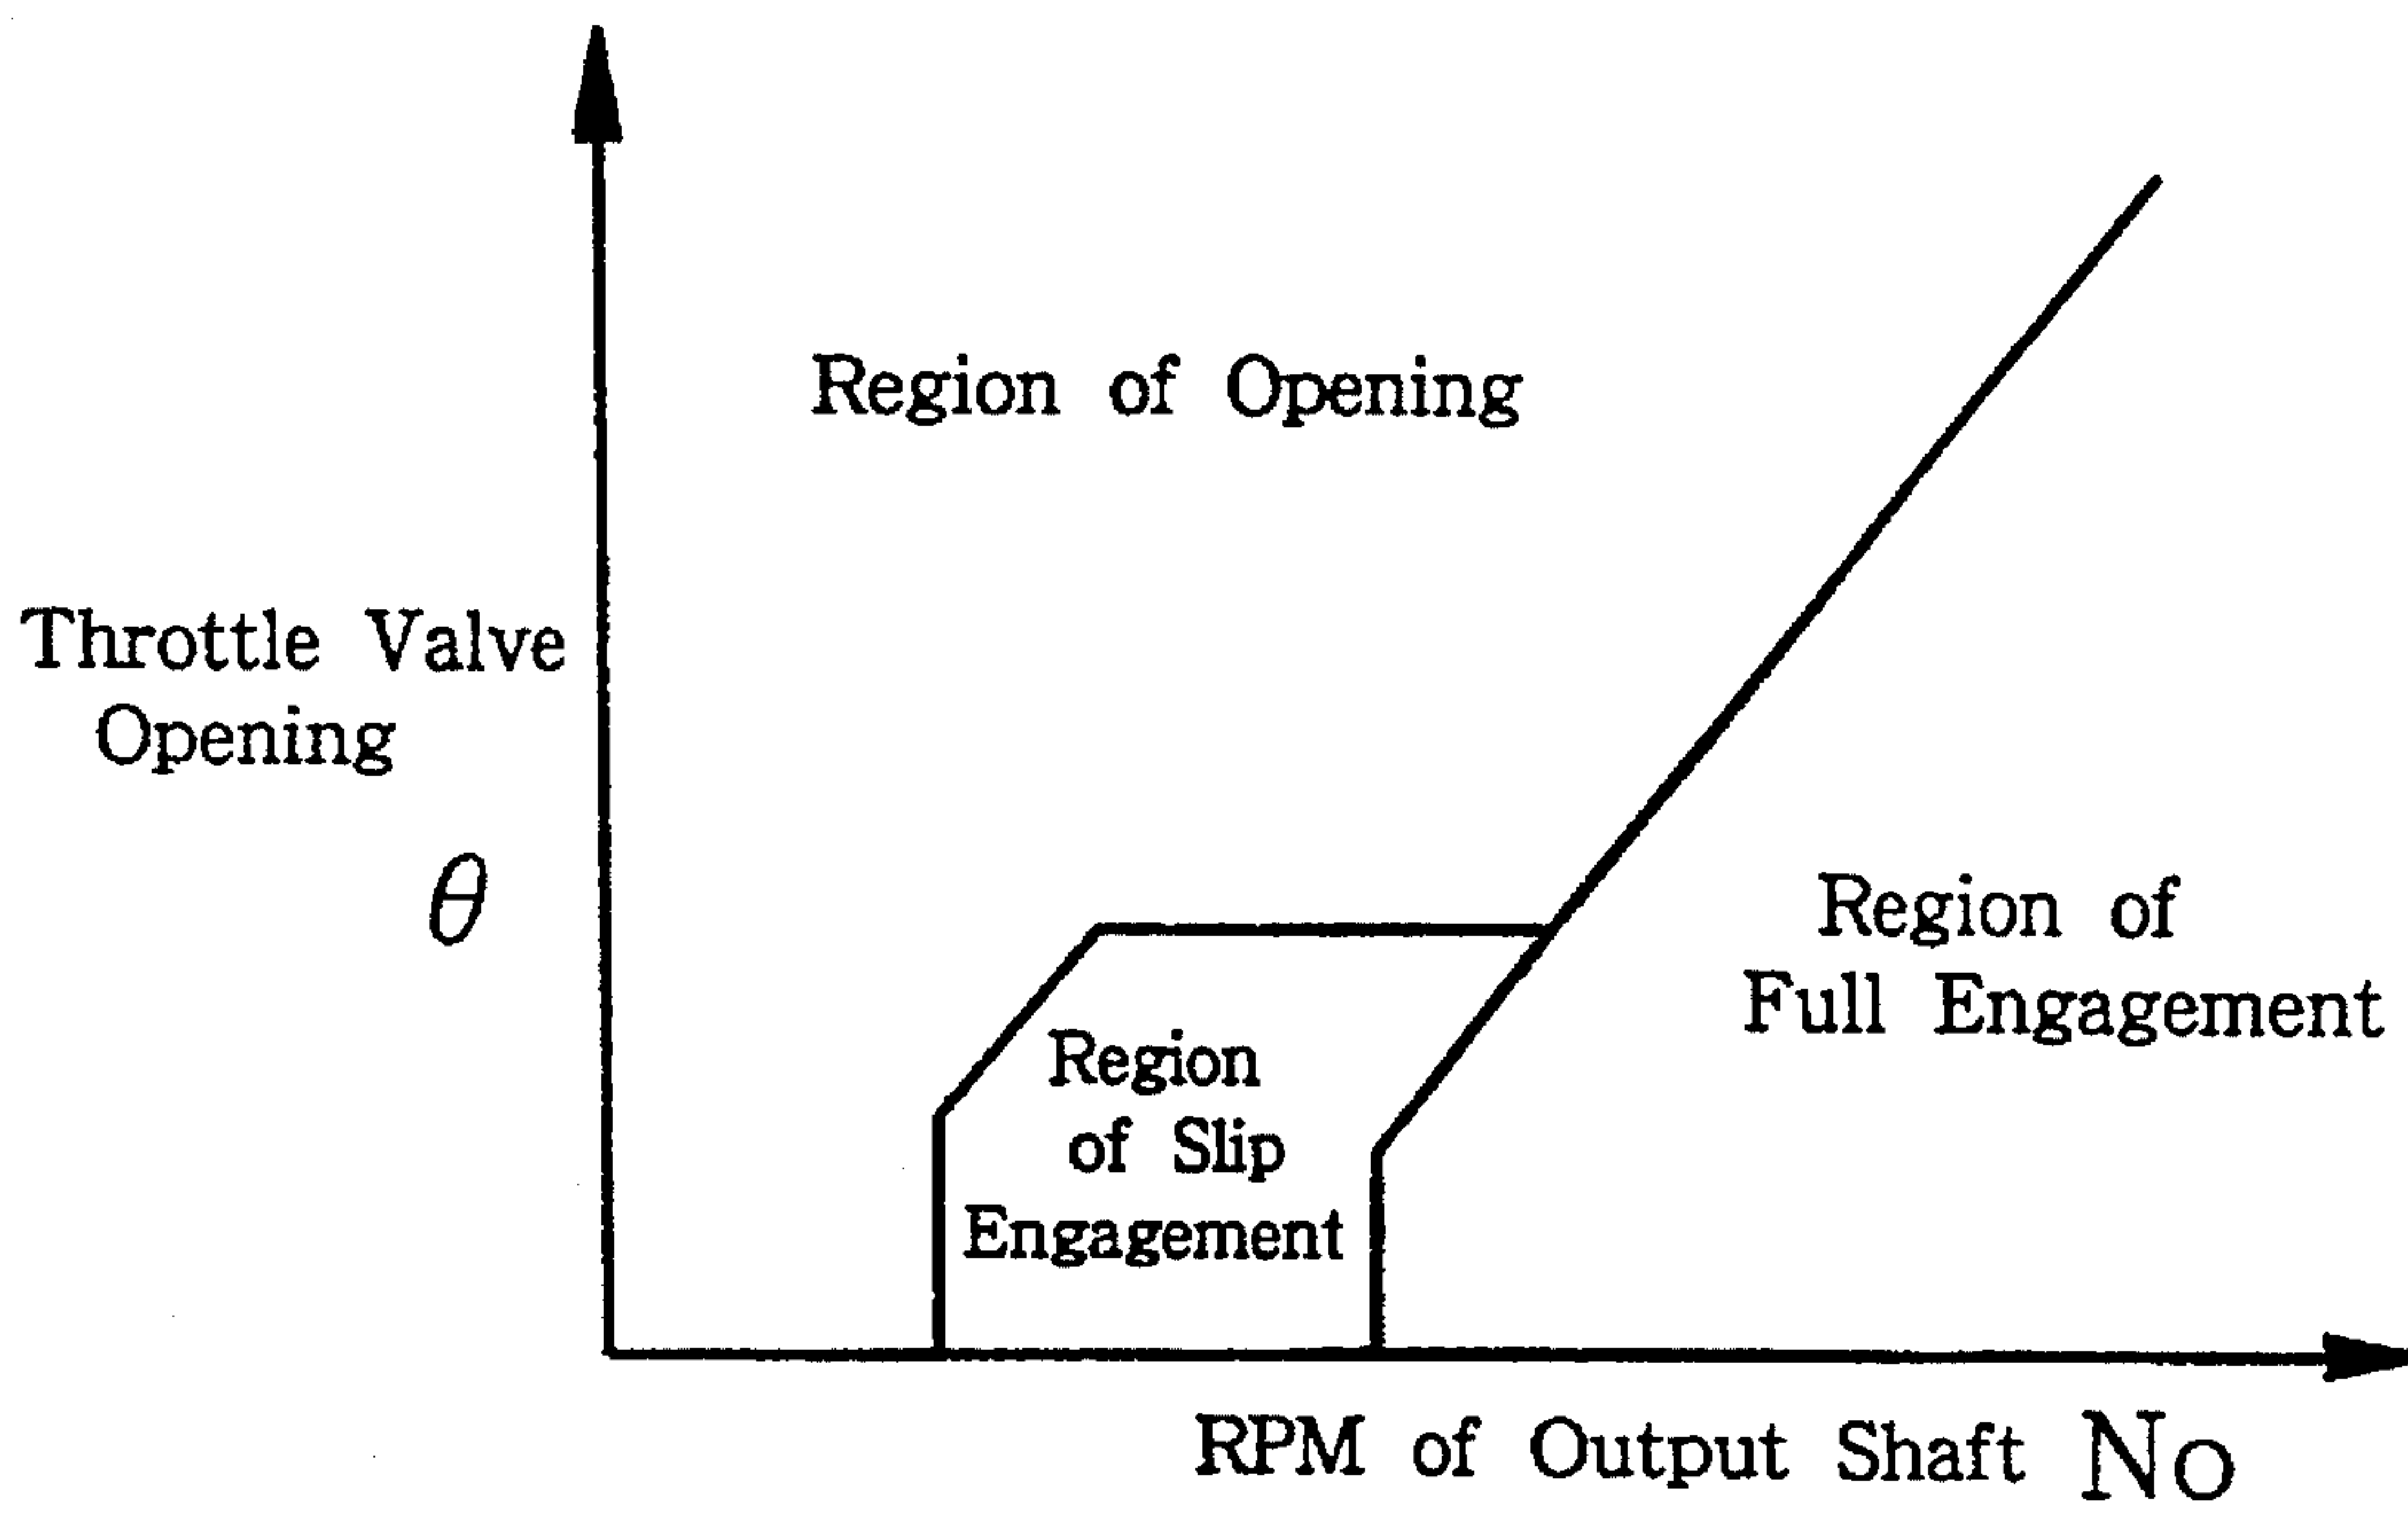 Region of Opening
Throttle Valve
Opening
θ
Region of
Full Engagement
Region
of Slip
Engagement
RPM of Output Shaft No